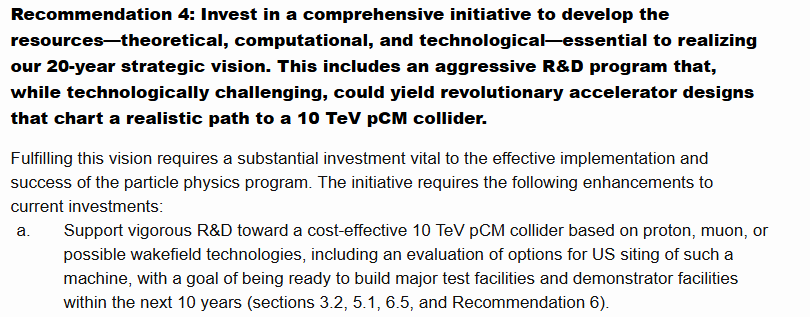 Recommendation 4: Invest in a comprehensive initiative to develop the
resources—theoretical, computational, and technological—essential to realizing
our 20-year strategic vision. This includes an aggressive R&D program that,
while technologically challenging, could yield revolutionary accelerator designs
that chart a realistic path to a 10 TeV pCM collider.
Fulfilling this vision requires a substantial investment vital to the effective implementation and
success of the particle physics program. The initiative requires the following enhancements to
current investments:
a. Support vigorous R&D toward a cost-effective 10 TeV pCM collider based on proton, muon, or
possible wakefield technologies, including an evaluation of options for US siting of such a
machine, with a goal of being ready to build major test facilities and demonstrator facilities
within the next 10 years (sections 3.2, 5.1, 6.5, and Recommendation 6).